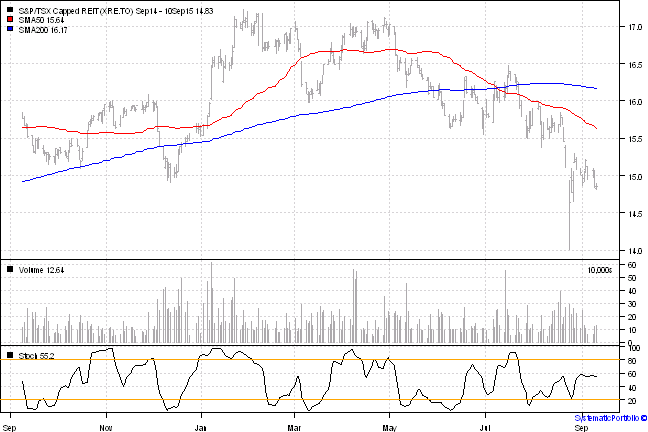 S&P/TSX Capped REIT (XRE.TO) Sep14 - 10Sep15 14.83
SMA50 15.64
SMA200 16.17
17.0
16.5
16.0
15.5
15.0
14.5
14.0
Volume 12.64
10,000s
60
50
40
30
20
10
0
Stoch 55.2
100
80
60
40
20
Sep
Nov
Jan
Mar
May
Jul
Sep
SystematicPortfolio ©